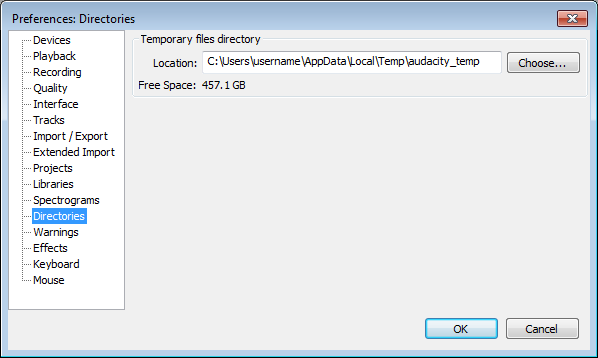 Preferences: Directories
Devices
Playback
Recording
Quality
Interface
Tracks
Import / Export
Extended Import
Projects
Libraries
Spectrograms
Directories
Warnings
Effects
Keyboard
Mouse
Temporary files directory
Location: C:\Users\username\AppData\Local\Temp\audacity_temp Choose...
Free Space: 457.1 GB
OK Cancel